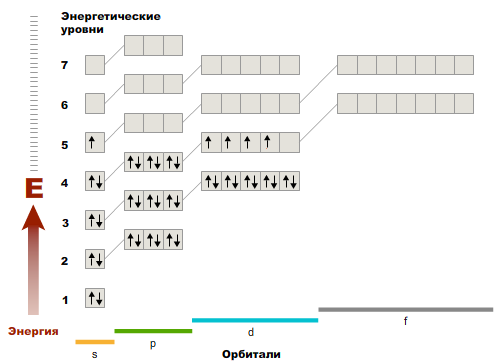 Энергетические
уровни
7
6
5
4
3
2
1
E
Энергия
s
p
d
f
Орбитали